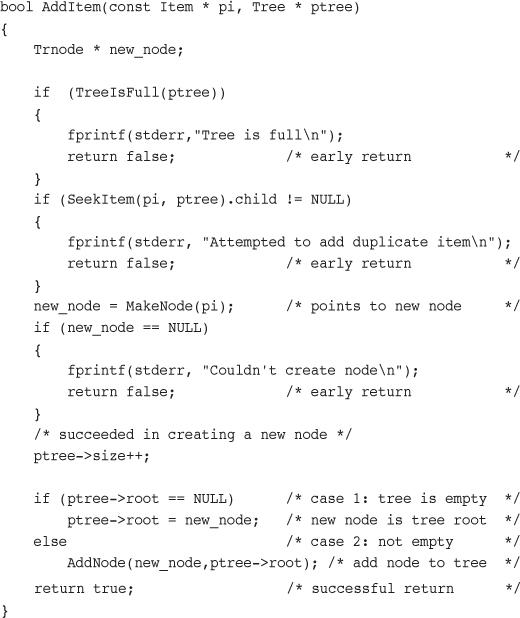 bool AddItem(const Item * pi, Tree * ptree)
{
    Trnode * new_node;

    if  (TreeIsFull(ptree))
    {
        fprintf(stderr,"Tree is full\n");
        return false;             /* early return           */
    }
    if (SeekItem(pi, ptree).child != NULL)
    {
        fprintf(stderr, "Attempted to add duplicate item\n");
        return false;             /* early return           */
    }
    new_node = MakeNode(pi);      /* points to new node     */
    if (new_node == NULL)
    {
        fprintf(stderr, "Couldn't create node\n");
        return false;             /* early return           */
    }
    /* succeeded in creating a new node */
    ptree->size++;

    if (ptree->root == NULL)      /* case 1: tree is empty  */
        ptree->root = new_node;   /* new node is tree root  */
    else                          /* case 2: not empty      */
        AddNode(new_node,ptree->root); /* add node to tree  */
    return true;                  /* successful return      */
}